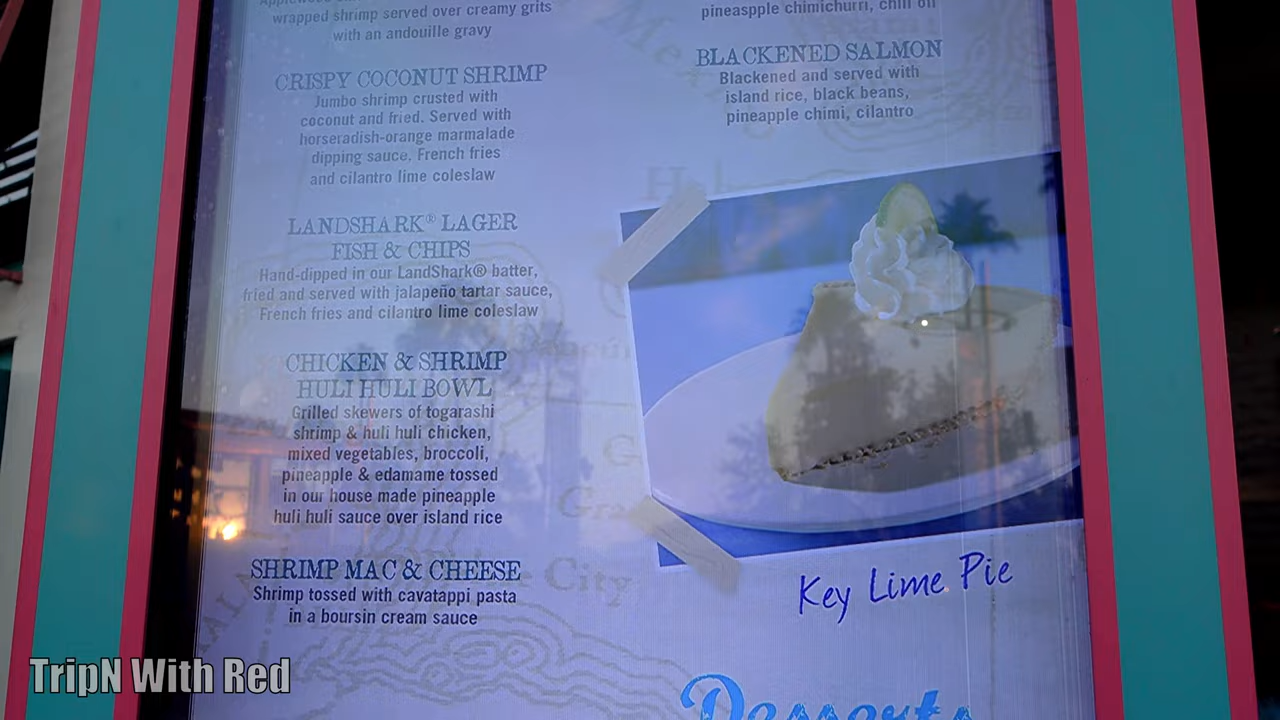 wrapped shrimp served over creamy grits
with an andouille gravy
CRISPY COCONUT SHRIMP
Jumbo shrimp crusted with
coconut and fried. Served with
horseradish-orange marmalade
dipping sauce, French fries
and cilantro lime coleslaw
LANDSHARK® LAGER
FISH & CHIPS
Hand-dipped in our LandShark® batter,
fried and served with jalapeño tartar sauce,
French fries and cilantro lime coleslaw
CHICKEN & SHRIMP
HULI HULI BOWL
Grilled skewers of togarashi
shrimp & huli huli chicken,
mixed vegetables, broccoli,
pineapple & edamame tossed
in our house made pineapple
huli huli sauce over island rice
SHRIMP MAC & CHEESE
Shrimp tossed with cavatappi pasta
in a boursin cream sauce
pineaspple chimichurri, chili oil
BLACKENED SALMON
Blackened and served with
island rice, black beans,
pineapple chimi, cilantro
Key Lime Pie
Desserts
City
TripN With Red